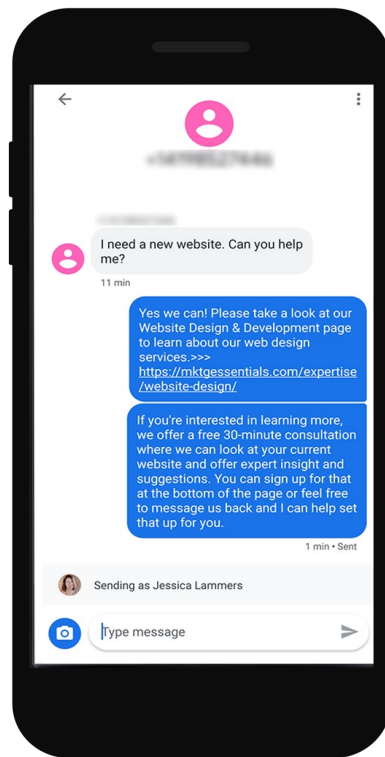 I need a new website. Can you help
me?
11 min
Yes we can! Please take a look at our
Website Design & Development page
to learn about our web design
services.>>>
https://mktgessentials.com/expertise
/website-design/
If you're interested in learning more,
we offer a free 30-minute consultation
where we can look at your current
website and offer expert insight and
suggestions. You can sign up for that
at the bottom of the page or feel free
to message us back and I can help set
that up for you.
1 min • Sent
Sending as Jessica Lammers
Type message